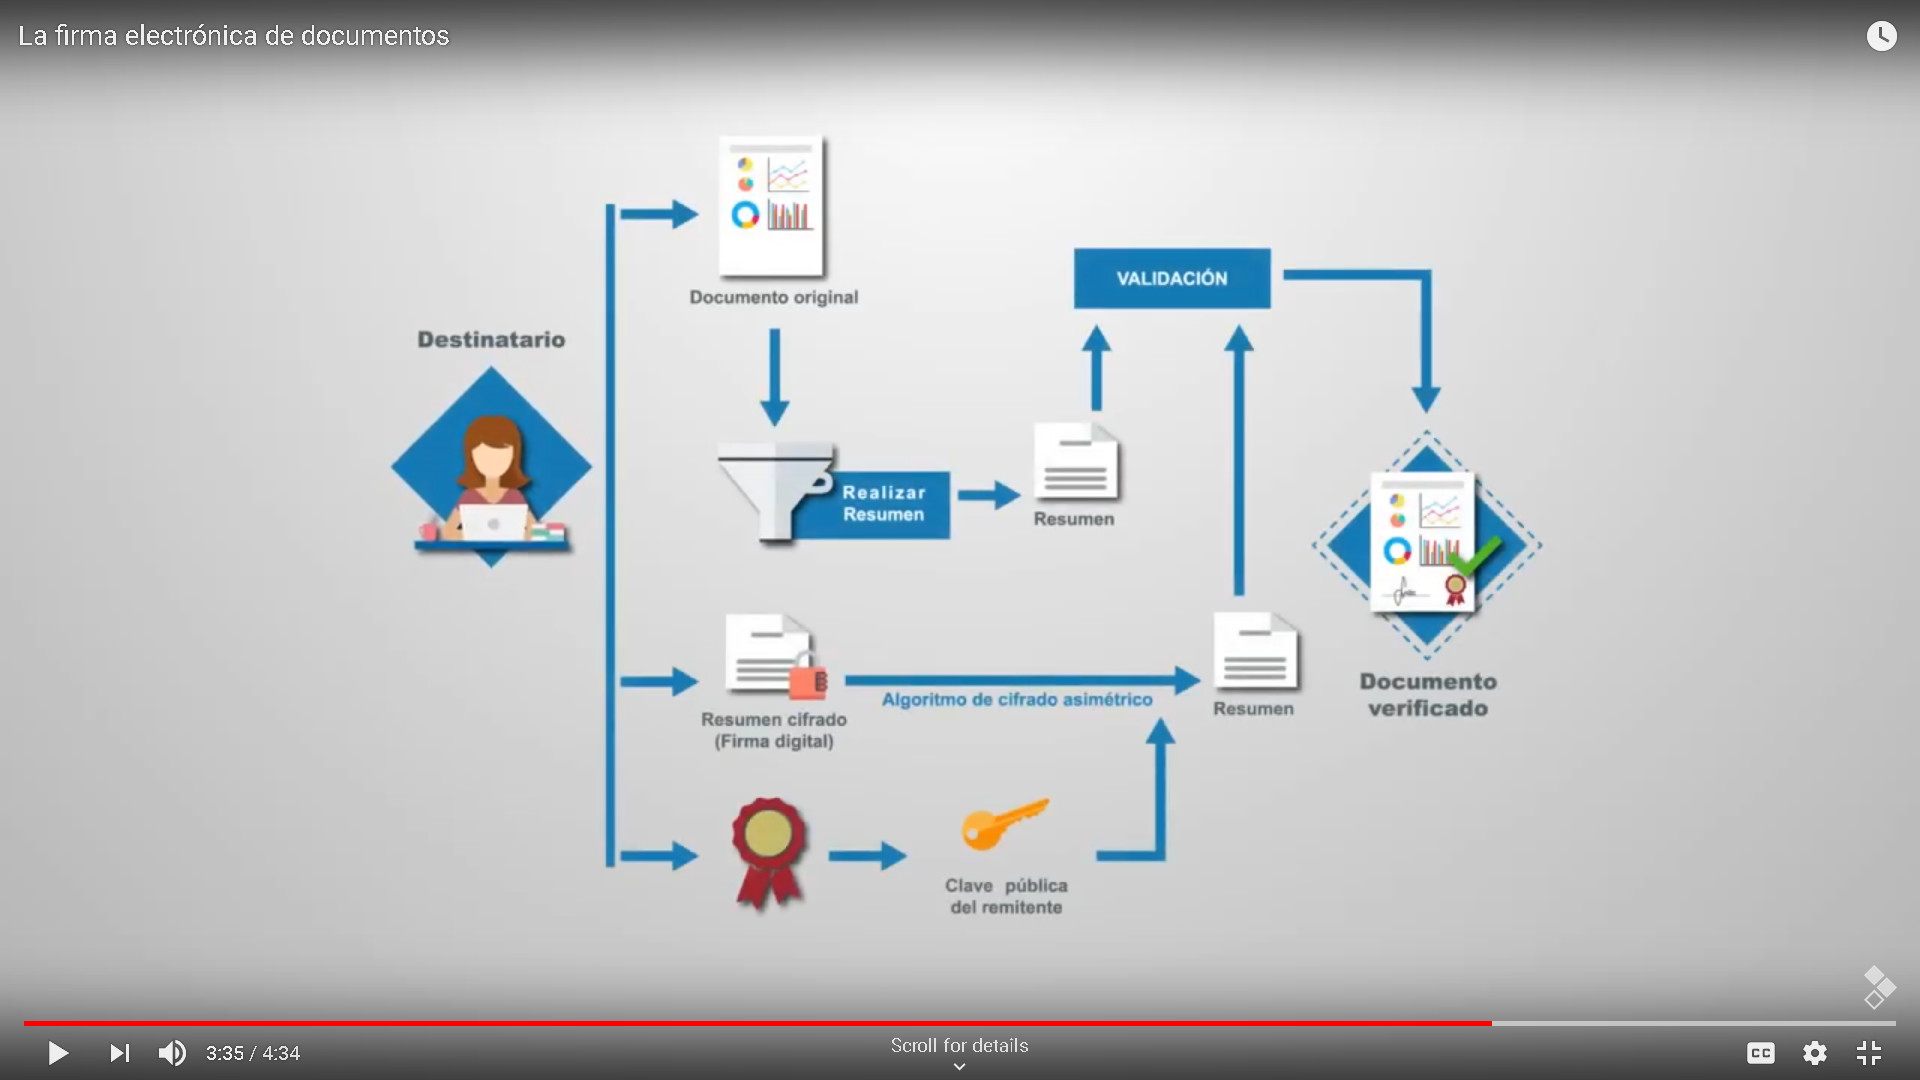 La firma electrónica de documentos
Documento original
VALIDACIÓN
Destinatario
Realizar
Resumen
Resumen
Resumen cifrado
(Firma digital)
Algoritmo de cifrado asimétrico
Resumen
Documento
verificado
Clave pública
del remitente
3:35 / 4:34
Scroll for details
CC